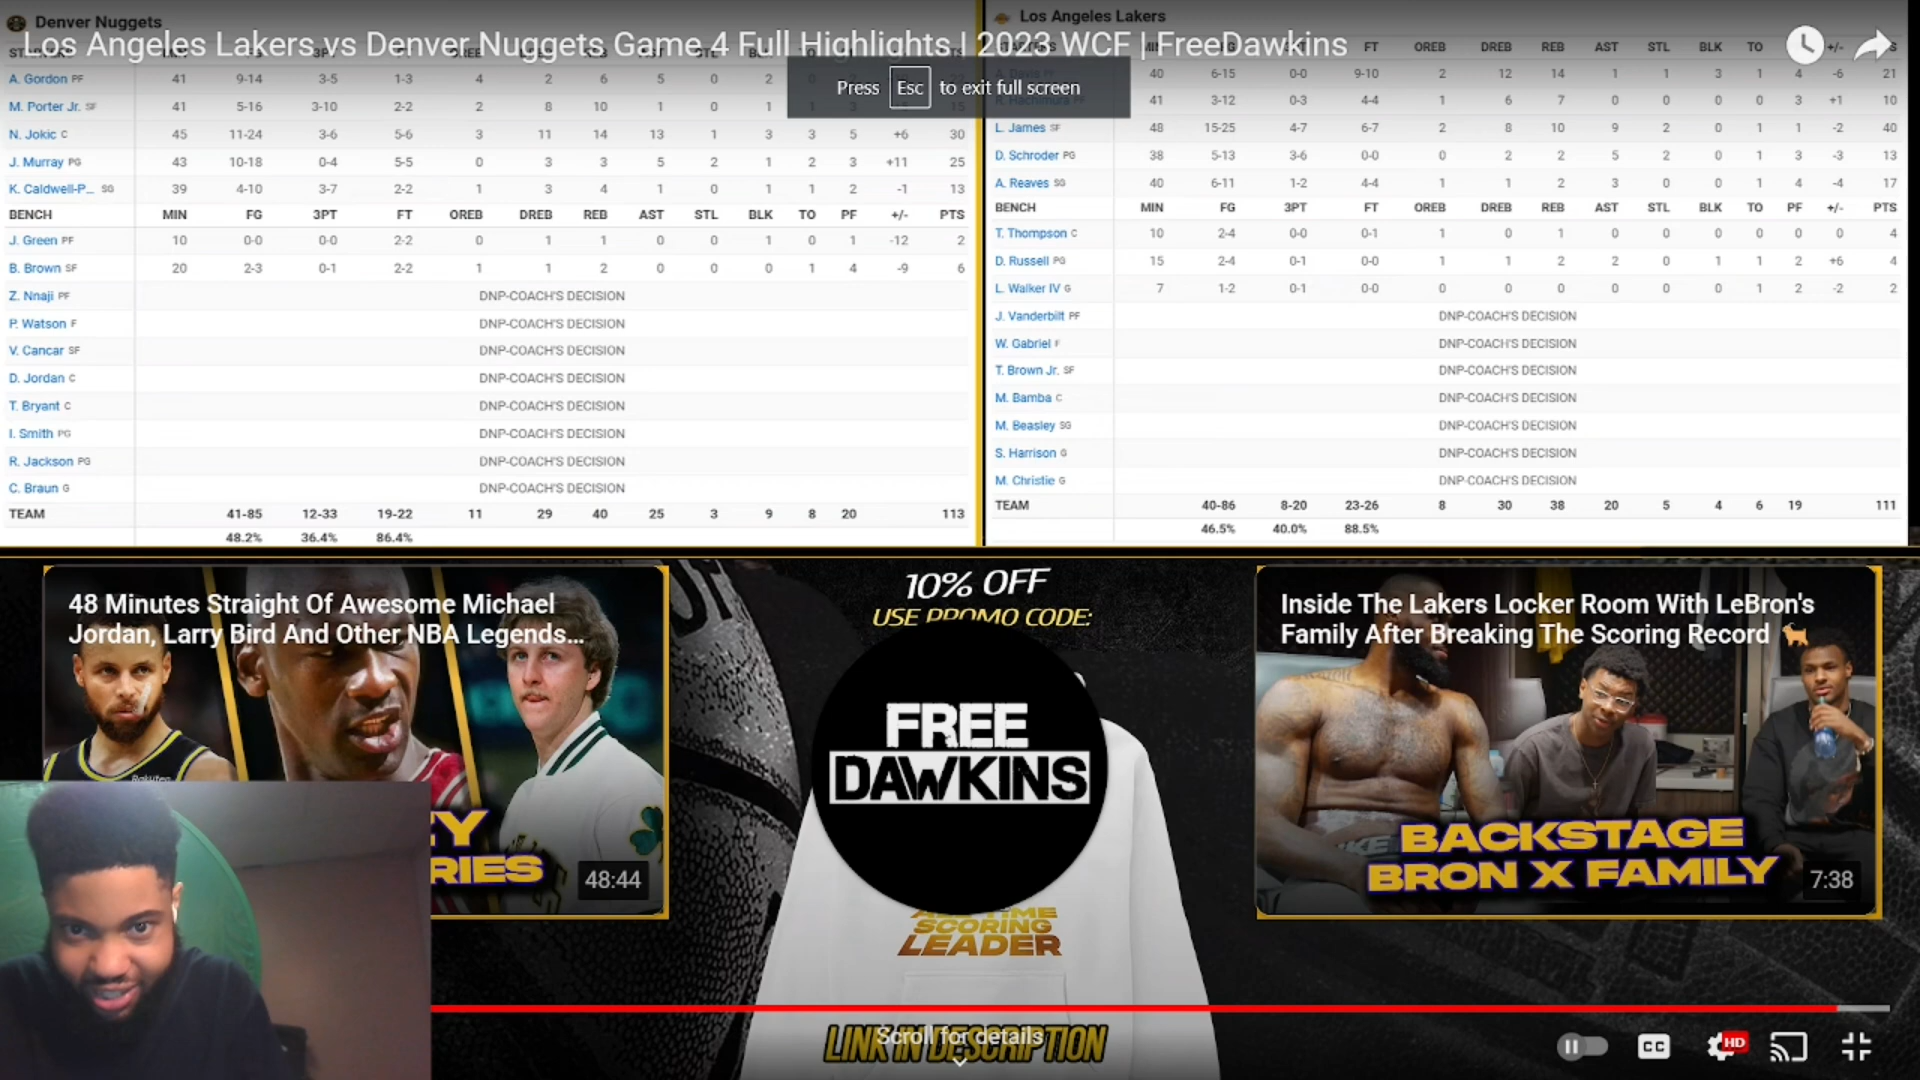 Denver Nuggets
Los Angeles Lakers
Los Angeles Lakers vs Denver Nuggets Game 4 Full Highlights | 2023 WCF | FreeDawkins
Press Esc to exit full screen
A. Gordon PF 41 9-14 3-5 1-3 4 2 6 5 0 2
M. Porter Jr. SF 41 5-16 3-10 2-2 2 8 10 1 0 1
N. Jokic C 45 11-24 3-6 5-6 3 11 14 13 1 3 3 5 +6 30
J. Murray PG 43 10-18 0-4 5-5 0 3 3 5 2 1 2 3 +11 25
K. Caldwell-P... SG 39 4-10 3-7 2-2 1 3 4 1 0 1 1 2 -1 13
BENCH MIN FG 3PT FT OREB DREB REB AST STL BLK TO PF +/- PTS
J. Green PF 10 0-0 0-0 2-2 0 1 1 0 0 1 0 1 -12 2
B. Brown SF 20 2-3 0-1 2-2 1 1 2 0 0 0 1 4 -9 6
Z. Nnaji PF DNP-COACH'S DECISION
P. Watson F DNP-COACH'S DECISION
V. Cancar SF DNP-COACH'S DECISION
D. Jordan C DNP-COACH'S DECISION
T. Bryant C DNP-COACH'S DECISION
I. Smith PG DNP-COACH'S DECISION
R. Jackson PG DNP-COACH'S DECISION
C. Braun G DNP-COACH'S DECISION
TEAM 41-85 12-33 19-22 11 29 40 25 3 9 8 20 113
48.2% 36.4% 86.4%
FT OREB DREB REB AST STL BLK TO +/-
40 6-15 0-0 9-10 2 12 14 1 1 3 1 4 -6 21
R. Hachimura PF 41 3-12 0-3 4-4 1 6 7 0 0 0 0 3 +1 10
L. James SF 48 15-25 4-7 6-7 2 8 10 9 2 0 1 1 -2 40
D. Schroder PG 38 5-13 3-6 0-0 0 2 2 5 2 0 1 3 -3 13
A. Reaves SG 40 6-11 1-2 4-4 1 1 2 3 0 0 1 4 -4 17
BENCH MIN FG 3PT FT OREB DREB REB AST STL BLK TO PF +/- PTS
T. Thompson C 10 2-4 0-0 0-1 1 0 1 0 0 0 0 0 0 4
D. Russell PG 15 2-4 0-1 0-0 1 1 2 2 0 1 1 2 +6 4
L. Walker IV G 7 1-2 0-1 0-0 0 0 0 0 0 0 1 2 -2 2
J. Vanderbilt PF DNP-COACH'S DECISION
W. Gabriel F DNP-COACH'S DECISION
T. Brown Jr. SF DNP-COACH'S DECISION
M. Bamba C DNP-COACH'S DECISION
M. Beasley SG DNP-COACH'S DECISION
S. Harrison G DNP-COACH'S DECISION
M. Christie G DNP-COACH'S DECISION
TEAM 40-86 8-20 23-26 8 30 38 20 5 4 6 19 111
46.5% 40.0% 88.5%
48 Minutes Straight Of Awesome Michael
Jordan, Larry Bird And Other NBA Legends...
Rakuten
48:44
10% OFF
USE PROMO CODE:
FREE
DAWKINS
ALL TIME
SCORING
LEADER
LINK IN DESCRIPTION
Scroll for details
Inside The Lakers Locker Room With LeBron's
Family After Breaking The Scoring Record
BACKSTAGE
BRON X FAMILY
7:38
CC
HD